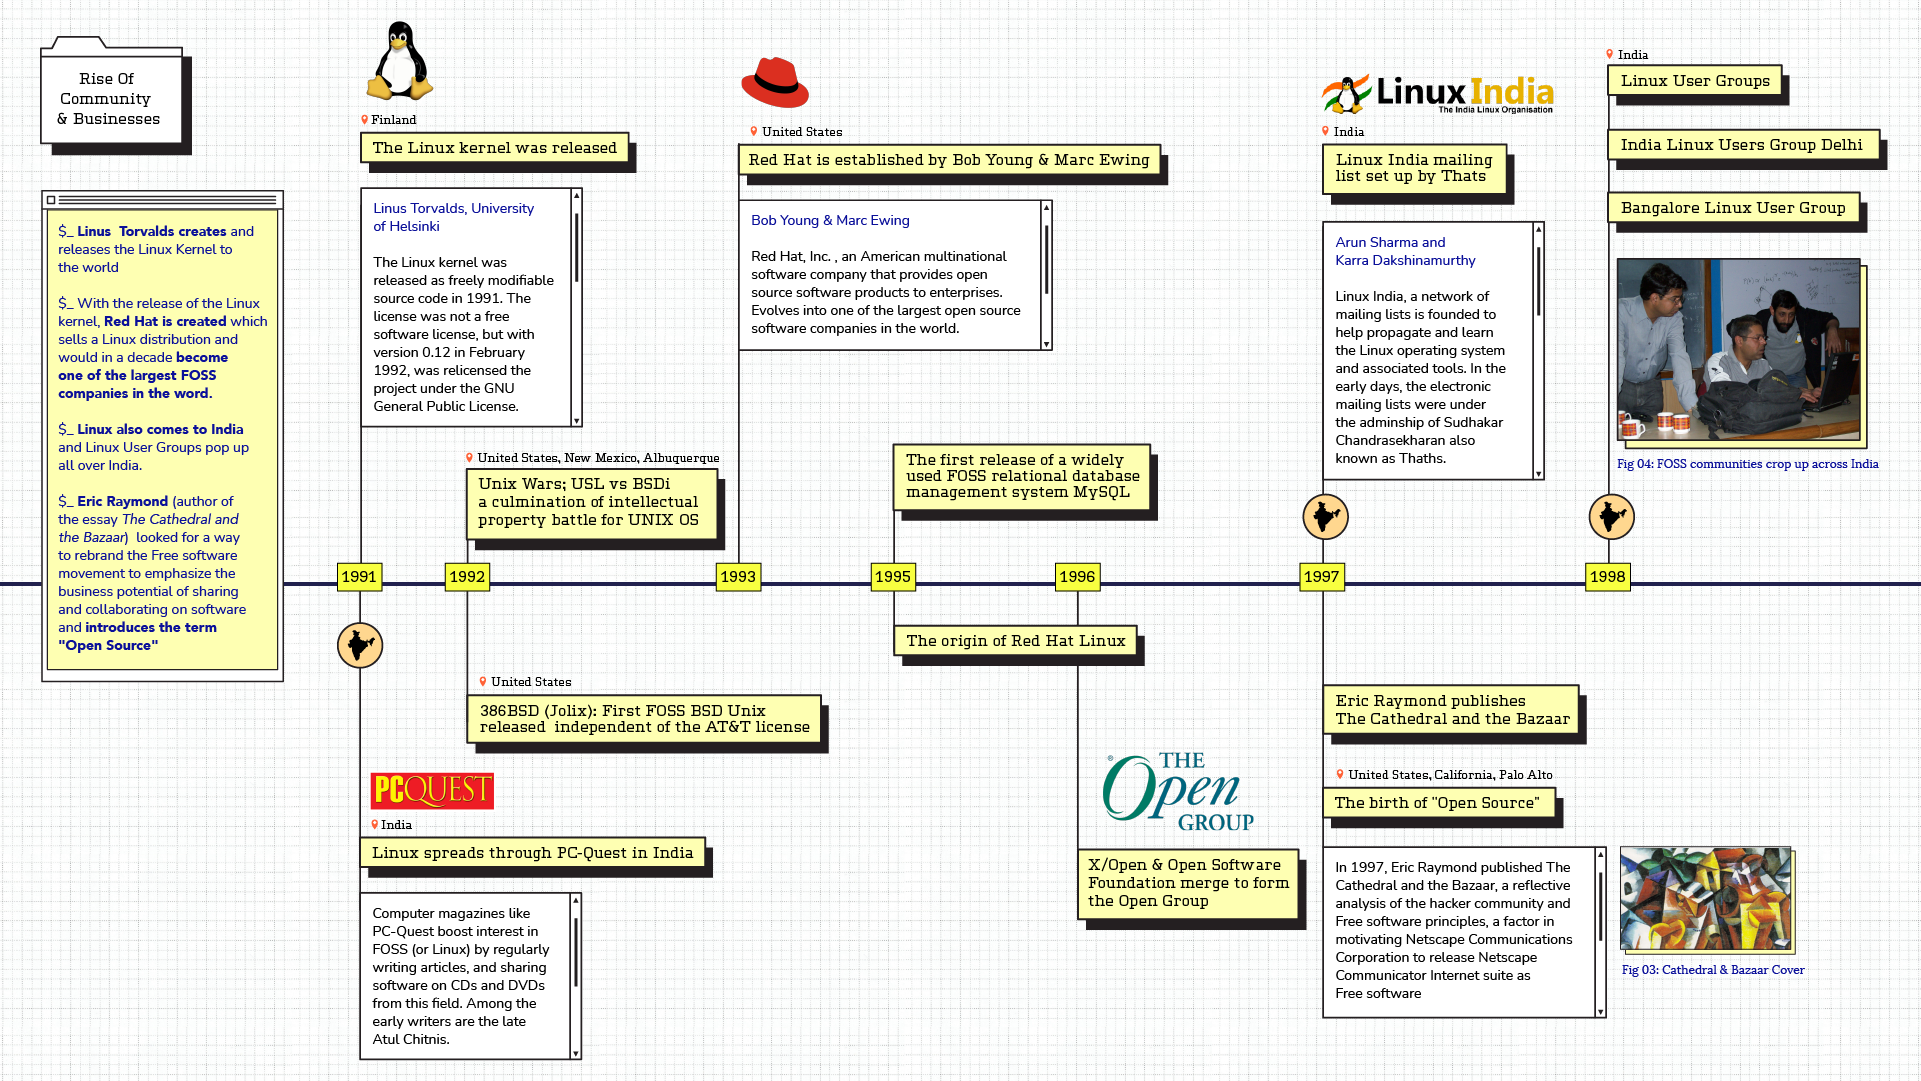 Rise Of
Community
& Businesses
$_ Linus  Torvalds creates and
releases the Linux Kernel to
the world
$_ With the release of the Linux
kernel, Red Hat is created which
sells a Linux distribution and
would in a decade become
one of the largest FOSS
companies in the word.
$_ Linux also comes to India
and Linux User Groups pop up
all over India.
$_ Eric Raymond (author of
the essay The Cathedral and
the Bazaar)  looked for a way
to rebrand the Free software
movement to emphasize the
business potential of sharing
and collaborating on software
and introduces the term
"Open Source"
Finland
The Linux kernel was released
Linus Torvalds, University
of Helsinki
The Linux kernel was
released as freely modifiable
source code in 1991. The
license was not a free
software license, but with
version 0.12 in February
1992, was relicensed the
project under the GNU
General Public License.
1991
PCQUEST
India
Linux spreads through PC-Quest in India
Computer magazines like
PC-Quest boost interest in
FOSS (or Linux) by regularly
writing articles, and sharing
software on CDs and DVDs
from this field. Among the
early writers are the late
Atul Chitnis.
United States, New Mexico, Albuquerque
Unix Wars; USL vs BSDi
a culmination of intellectual
property battle for UNIX OS
1992
United States
386BSD (Jolix): First FOSS BSD Unix
released  independent of the AT&T license
United States
Red Hat is established by Bob Young & Marc Ewing
Bob Young & Marc Ewing
Red Hat, Inc. , an American multinational
software company that provides open
source software products to enterprises.
Evolves into one of the largest open source
software companies in the world.
1993
The first release of a widely
used FOSS relational database
management system MySQL
1995
The origin of Red Hat Linux
1996
THE
Open
GROUP
®
X/Open & Open Software
Foundation merge to form
the Open Group
Linux India
The India Linux Organisation
India
Linux India mailing
list set up by Thats
Arun Sharma and
Karra Dakshinamurthy
Linux India, a network of
mailing lists is founded to
help propagate and learn
the Linux operating system
and associated tools. In the
early days, the electronic
mailing lists were under
the adminship of Sudhakar
Chandrasekharan also
known as Thaths.
1997
Eric Raymond publishes
The Cathedral and the Bazaar
United States, California, Palo Alto
The birth of "Open Source"
In 1997, Eric Raymond published The
Cathedral and the Bazaar, a reflective
analysis of the hacker community and
Free software principles, a factor in
motivating Netscape Communications
Corporation to release Netscape
Communicator Internet suite as
Free software
Fig 03: Cathedral & Bazaar Cover
India
Linux User Groups
India Linux Users Group Delhi
Bangalore Linux User Group
Fig 04: FOSS communities crop up across India
1998